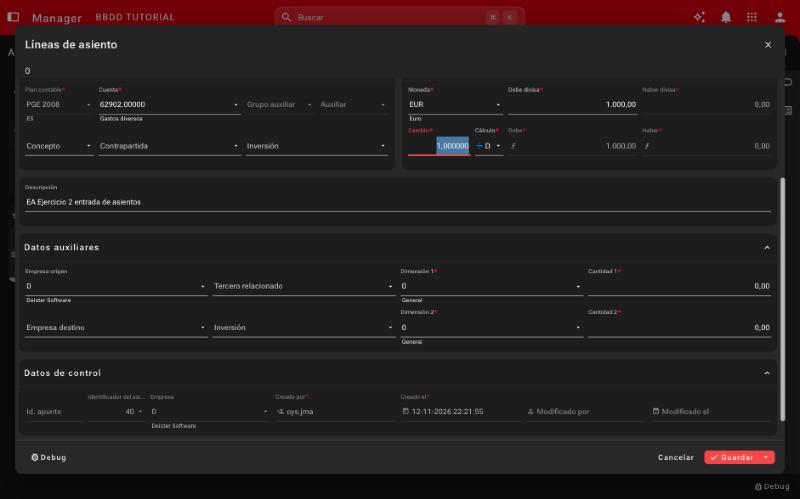 Manager
BBDD TUTORIAL
Buscar
⌘ K
Líneas de asiento
0
Plan contable* Cuenta* Moneda* Debe divisa* Haber divisa*
PGE 2008 62902.00000 Grupo auxiliar Auxiliar EUR 1.000,00 0,00
ES Gastos diversos Euro
Cambio* Cálculo* Debe* Haber*
Concepto Contrapartida Inversión 1,000000 ÷ D. ƒ 1.000,00 ƒ 0,00
Descripción
EA Ejercicio 2 entrada de asientos
Datos auxiliares
Empresa origen Dimensión 1* Cantidad 1*
0 Tercero relacionado 0 0,00
Deister Software General
Dimensión 2* Cantidad 2*
Empresa destino Inversión 0 0,00
General
Datos de control
Identificador del asi... Empresa Creado por* Creado el*
Id. apunte 40 0 oys.jma 12-11-2026 22:21:55 Modificado por Modificado el
Deister Software
Debug Cancelar Guardar
Debug